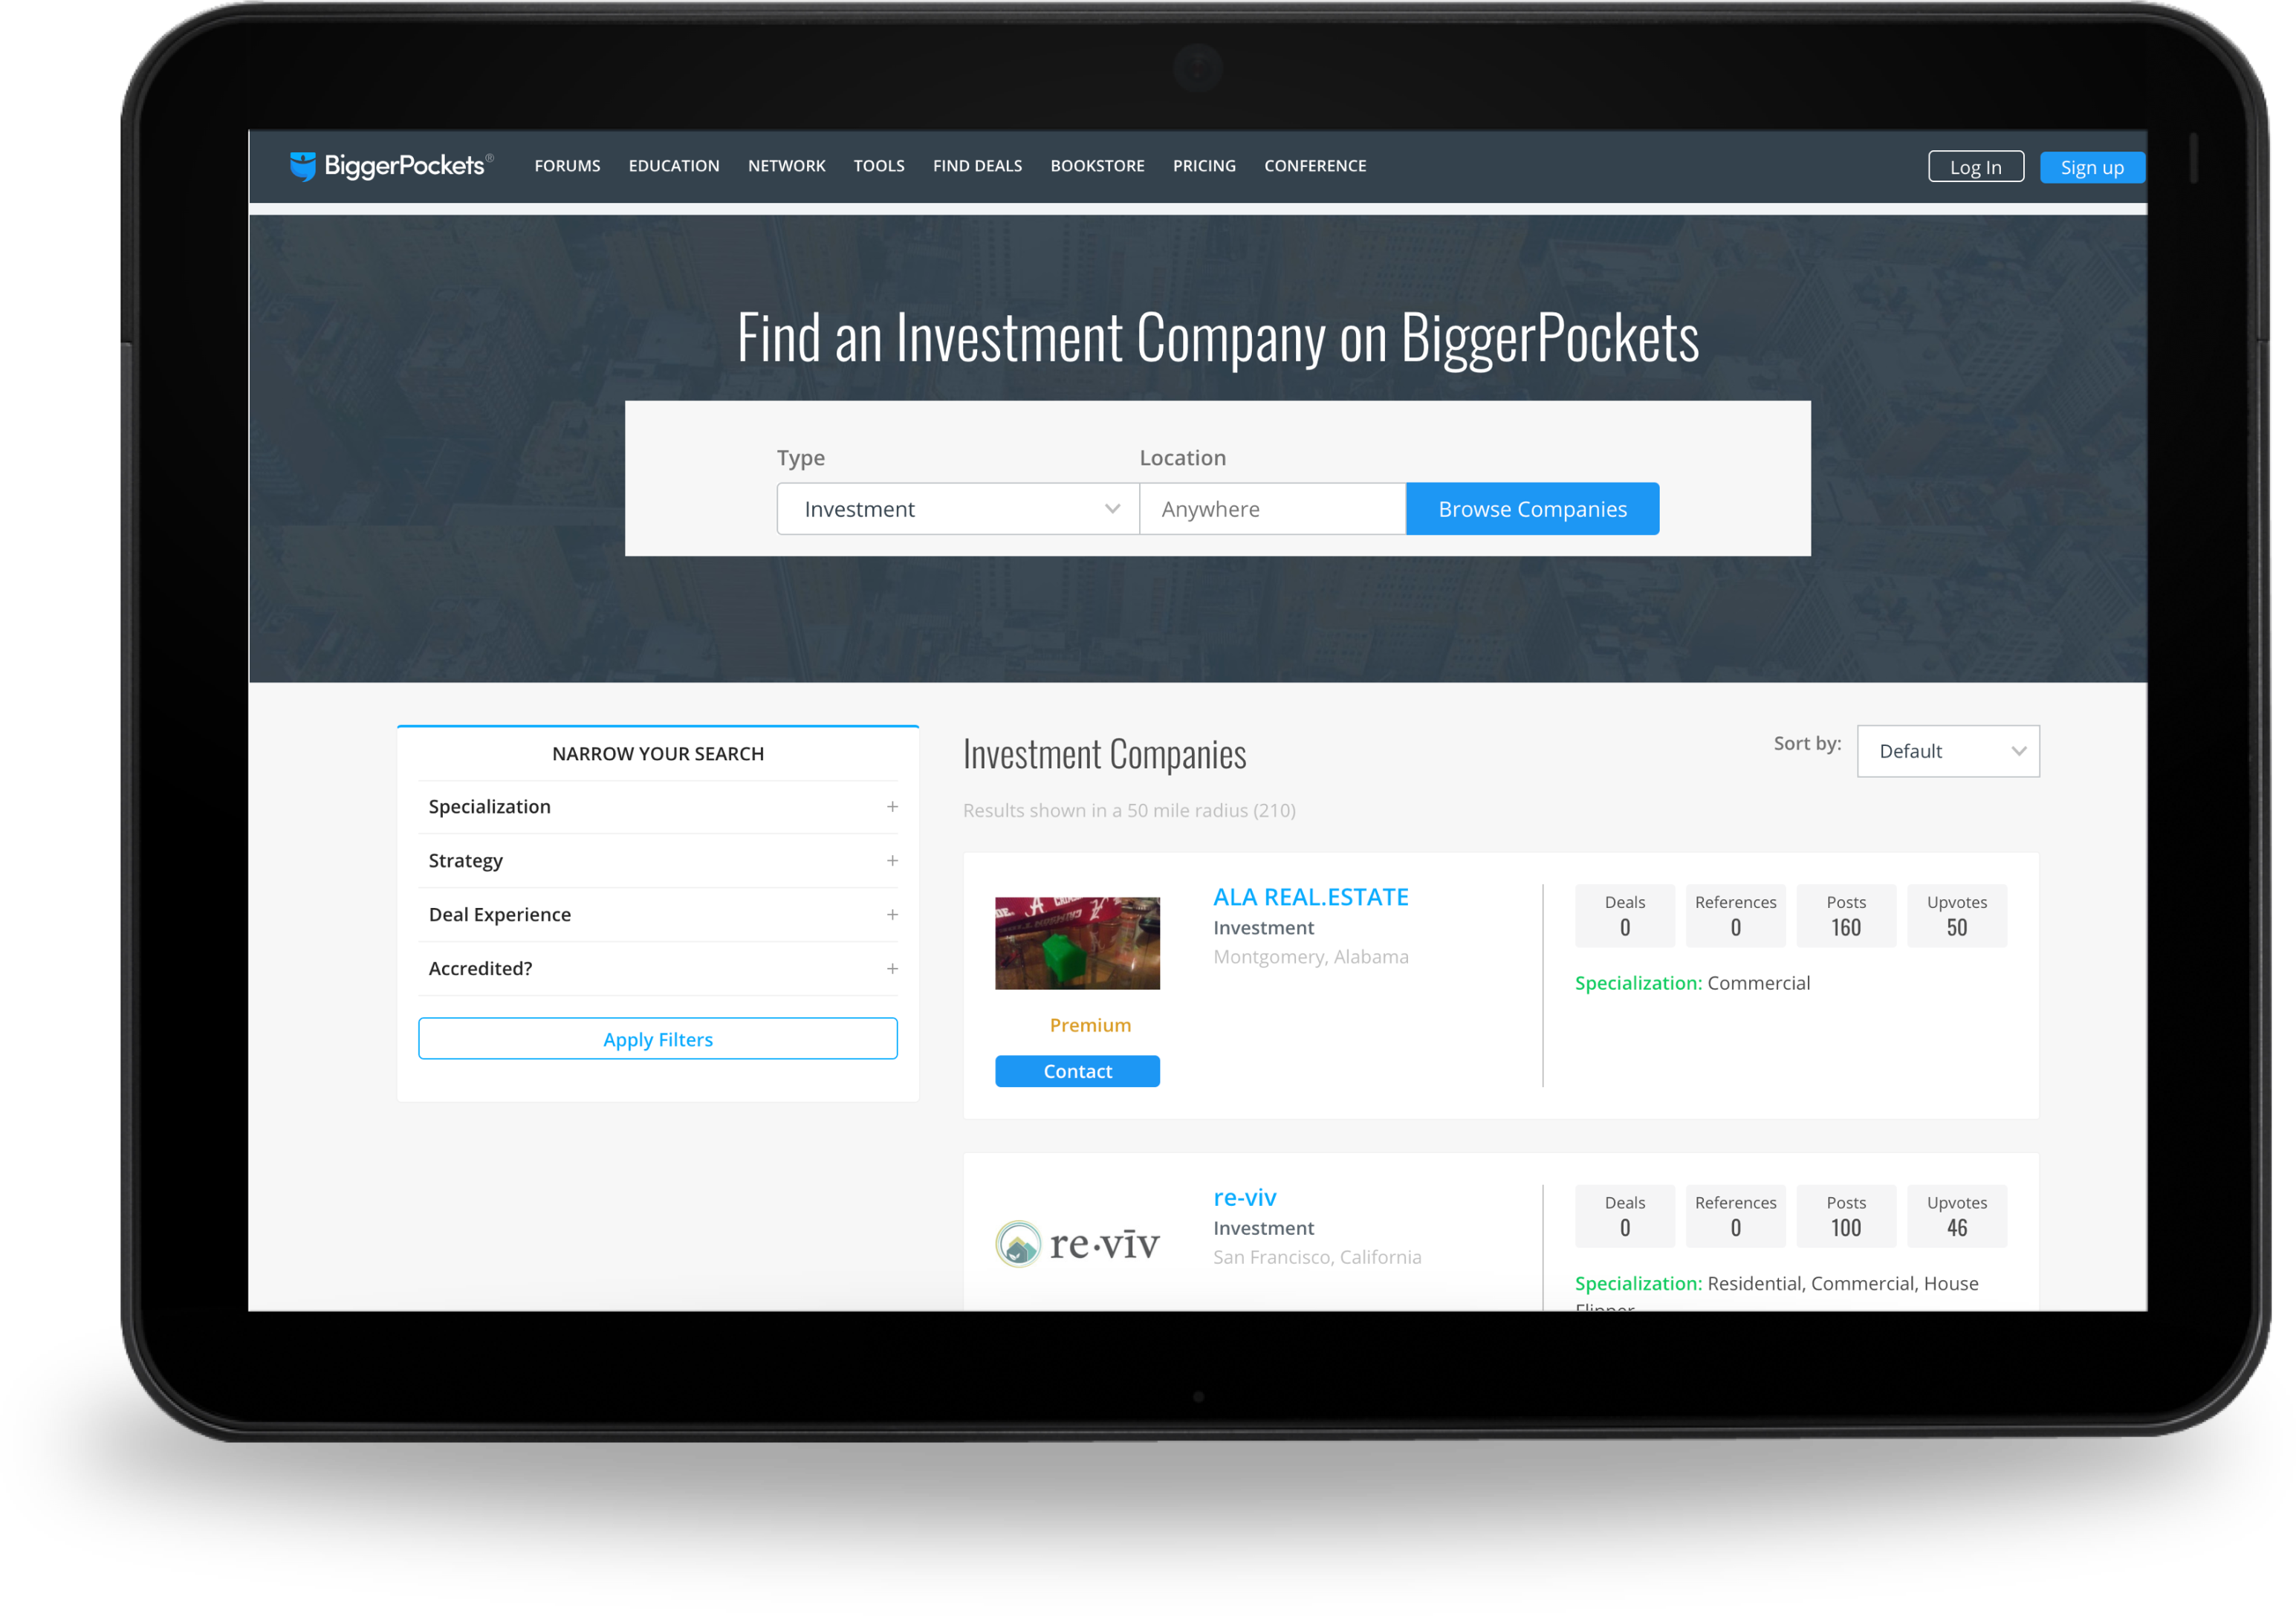 BiggerPockets®
FORUMS EDUCATION NETWORK TOOLS FIND DEALS BOOKSTORE PRICING CONFERENCE
Log In Sign up
Find an Investment Company on BiggerPockets
Type Location
Investment Anywhere Browse Companies
NARROW YOUR SEARCH
Specialization +
Strategy +
Deal Experience +
Accredited? +
Apply Filters
Investment Companies
Sort by: Default
Results shown in a 50 mile radius (210)
ALA REAL.ESTATE
Investment
Montgomery, Alabama
Premium
Contact
Deals References Posts Upvotes
0 0 160 50
Specialization: Commercial
re·vīv
re-viv
Investment
San Francisco, California
Deals References Posts Upvotes
0 0 100 46
Specialization: Residential, Commercial, House
Flipper